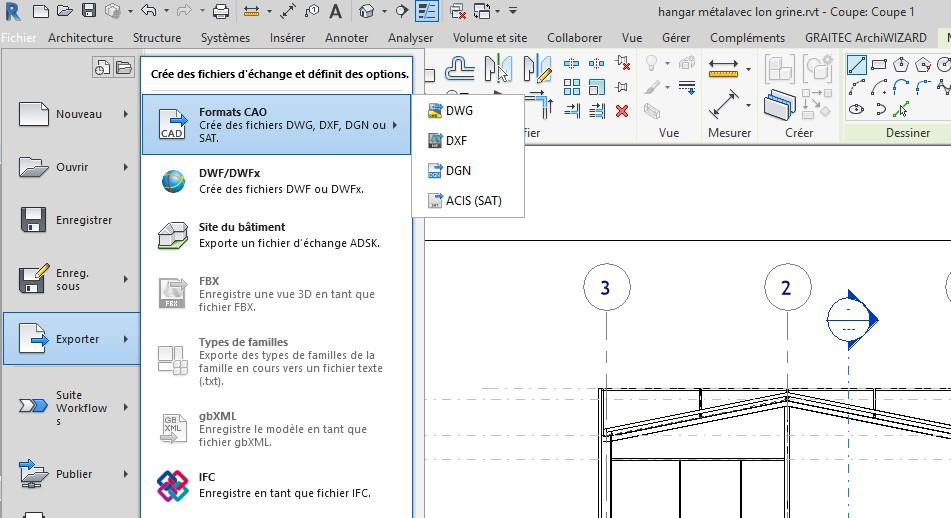 hangar métalavec lon grine.rvt - Coupe: Coupe 1
Fichier Architecture Structure Systèmes Insérer Annoter Analyser Volume et site Collaborer Vue Gérer Compléments GRAITEC ArchiWIZARD
Crée des fichiers d'échange et définit des options.
Nouveau
Ouvrir
Enregistrer
Enreg.
sous
Exporter
Suite
Workflow
s
Publier
Formats CAO
Crée des fichiers DWG, DXF, DGN ou
SAT.
CAD
DWF/DWFx
Crée des fichiers DWF ou DWFx.
Site du bâtiment
Exporte un fichier d'échange ADSK.
FBX
Enregistre une vue 3D en tant que
fichier FBX.
FBX
Types de familles
Exporte des types de familles de la
famille en cours vers un fichier texte
(.txt).
gbXML
Enregistre le modèle en tant que
fichier gbXML.
GB
XML
IFC
Enregistre en tant que fichier IFC.
DWG
DXF
DGN
ACIS (SAT)
fier Vue Mesurer Créer Dessiner
3
2
-
---